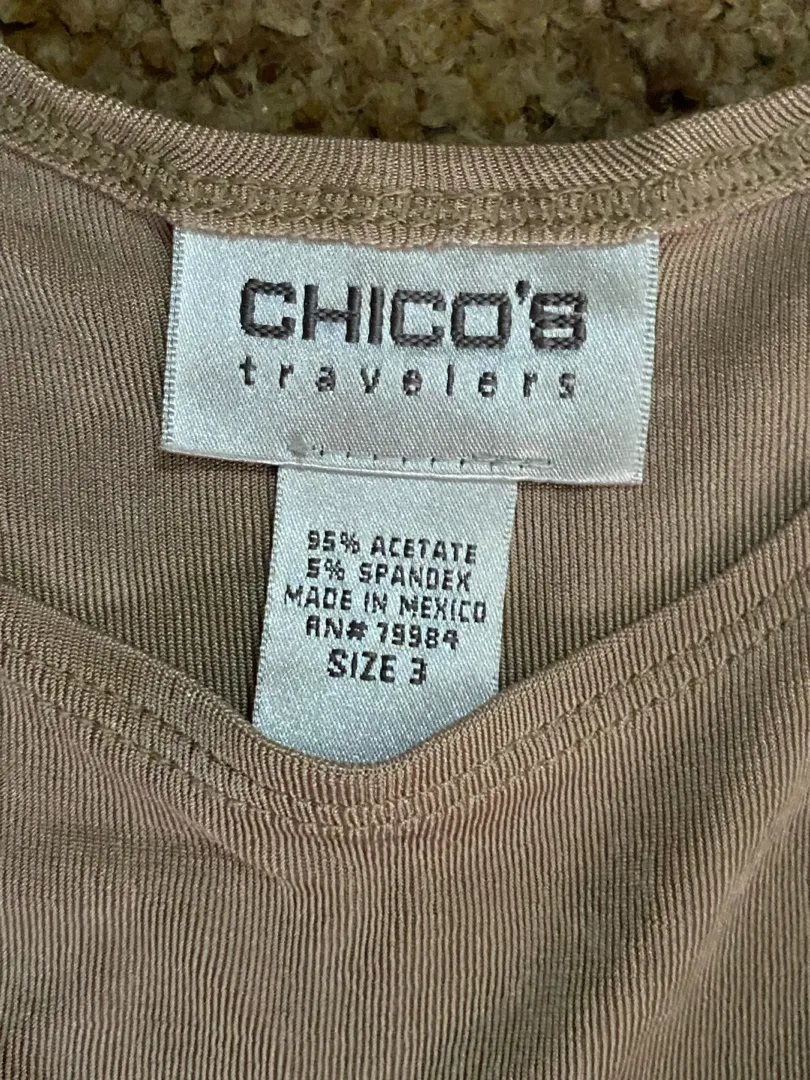 CHICO'S
travelers
95% ACETATE
5% SPANDEX
MADE IN MEXICO
RN# 79984
SIZE 3